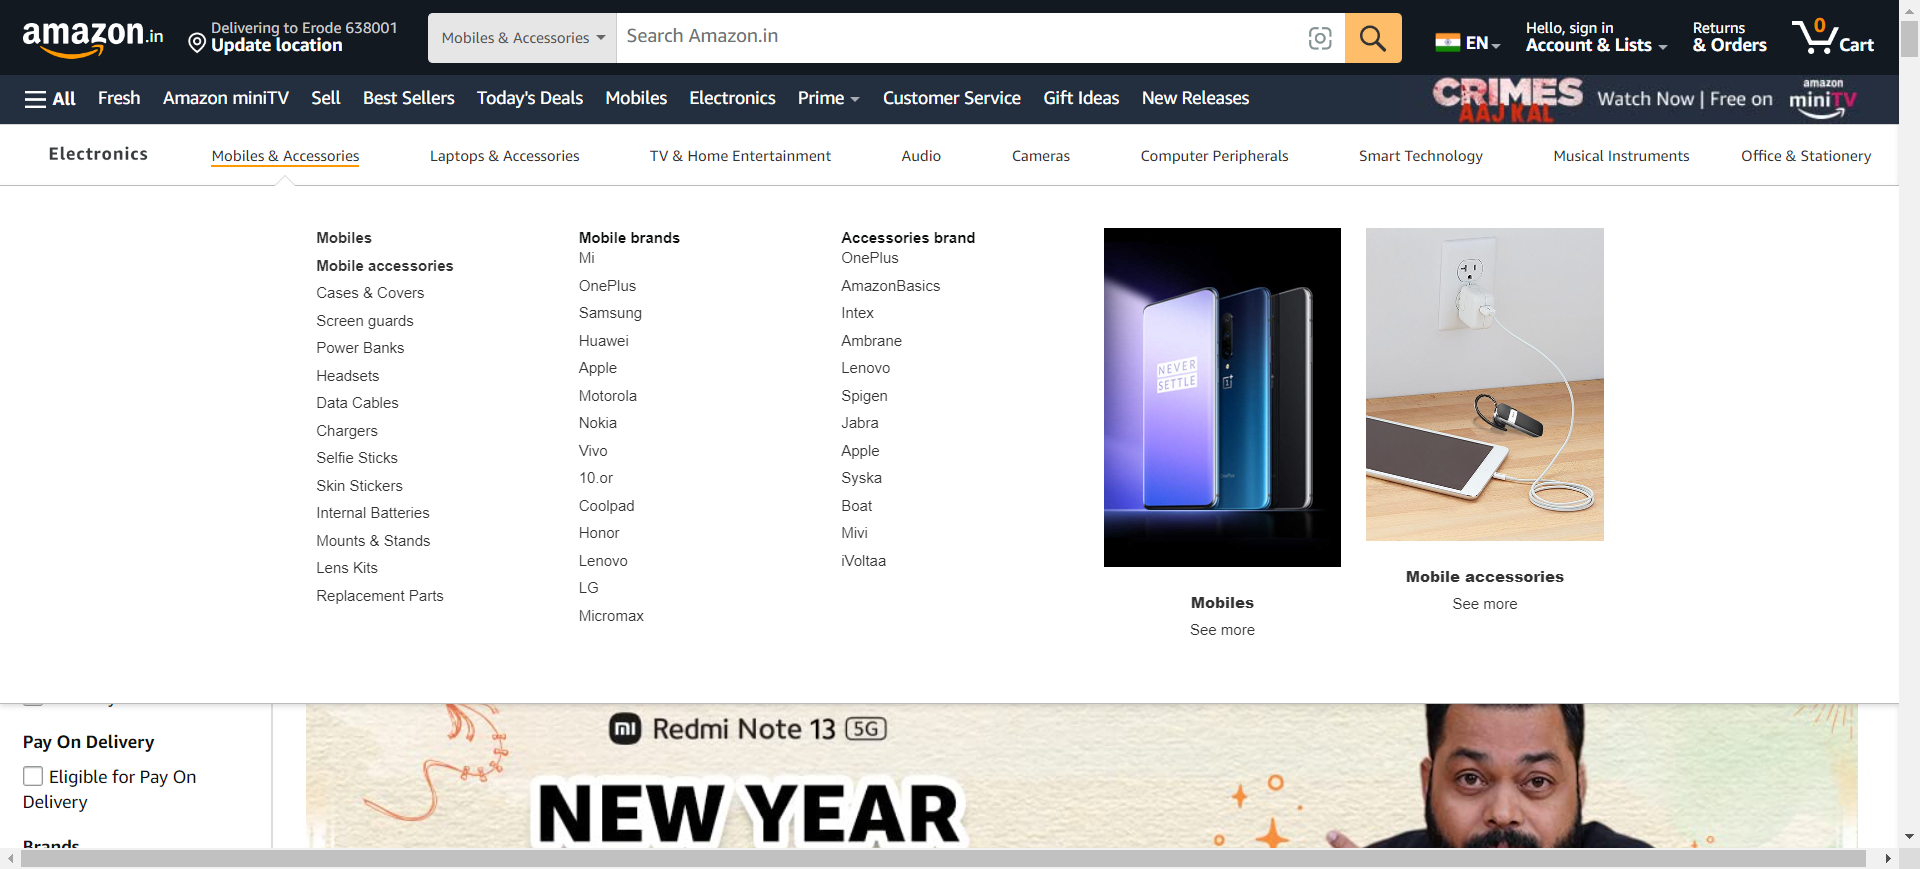 amazon.in
Delivering to Erode 638001
Update location
Mobiles & Accessories
Search Amazon.in
EN
Hello, sign in
Account & Lists
Returns
& Orders
0
Cart
All
Fresh
Amazon miniTV
Sell
Best Sellers
Today's Deals
Mobiles
Electronics
Prime
Customer Service
Gift Ideas
New Releases
CRIMES
AAJ KAL
Watch Now | Free on
amazon
miniTV
Electronics
Mobiles & Accessories
Laptops & Accessories
TV & Home Entertainment
Audio
Cameras
Computer Peripherals
Smart Technology
Musical Instruments
Office & Stationery
Mobiles
Mobile accessories
Cases & Covers
Screen guards
Power Banks
Headsets
Data Cables
Chargers
Selfie Sticks
Skin Stickers
Internal Batteries
Mounts & Stands
Lens Kits
Replacement Parts
Mobile brands
Mi
OnePlus
Samsung
Huawei
Apple
Motorola
Nokia
Vivo
10.or
Coolpad
Honor
Lenovo
LG
Micromax
Accessories brand
OnePlus
AmazonBasics
Intex
Ambrane
Lenovo
Spigen
Jabra
Apple
Syska
Boat
Mivi
iVoltaa
NEVER
SETTLE
Mobiles
See more
Mobile accessories
See more
Pay On Delivery
Eligible for Pay On
Delivery
Brands
mi
Redmi Note 13 5G
NEW YEAR